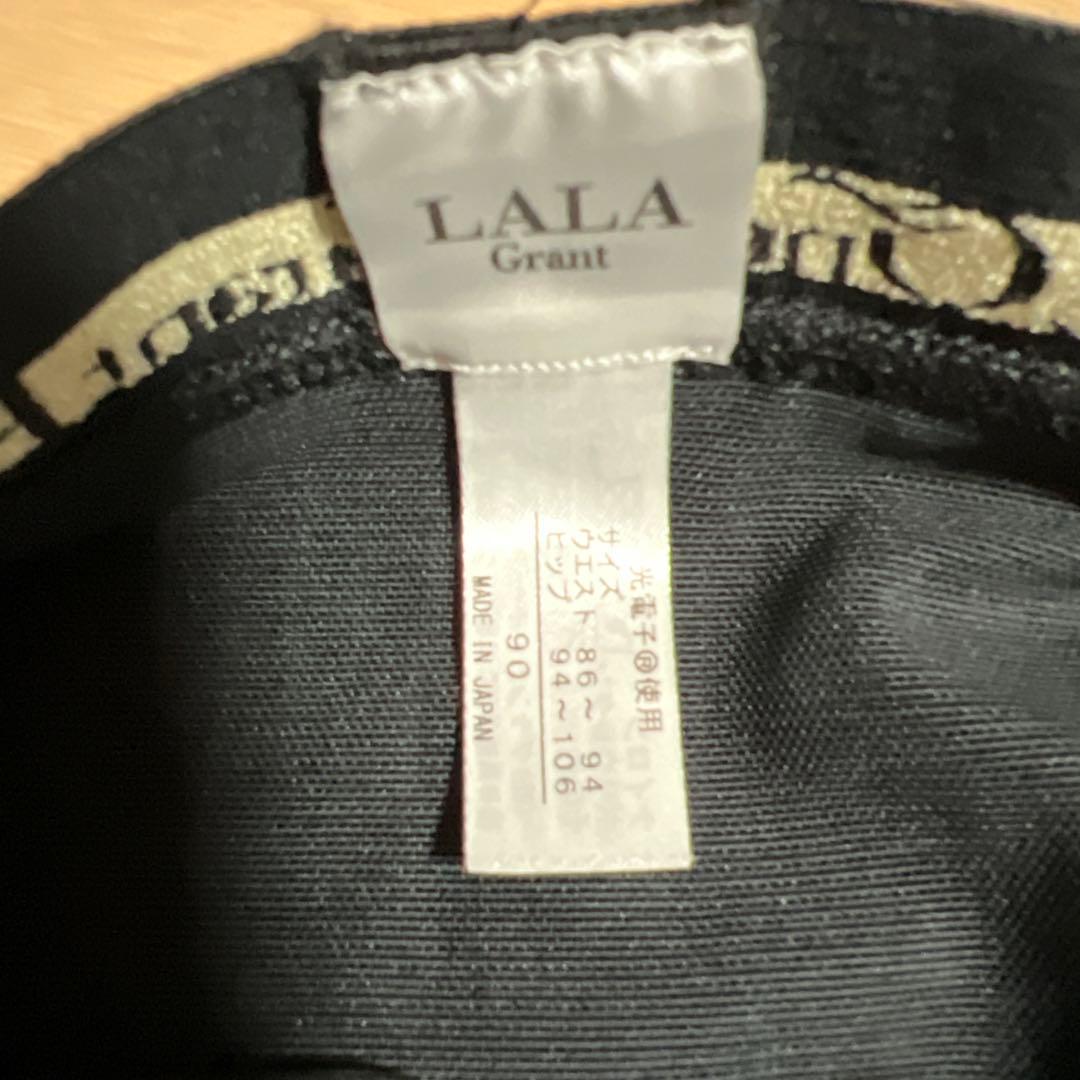 LALA
Grant
光電子®使用
サイズ
ウエスト 86～ 94
ヒップ 94～106
90
MADE IN JAPAN